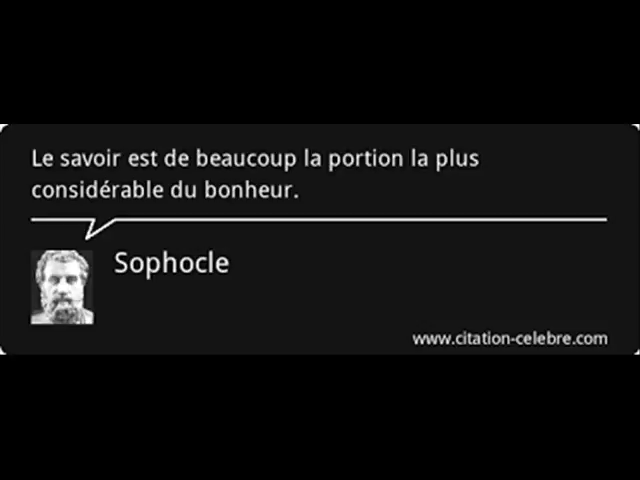 Le savoir est de beaucoup la portion la plus
considérable du bonheur.
Sophocle
www.citation-celebre.com